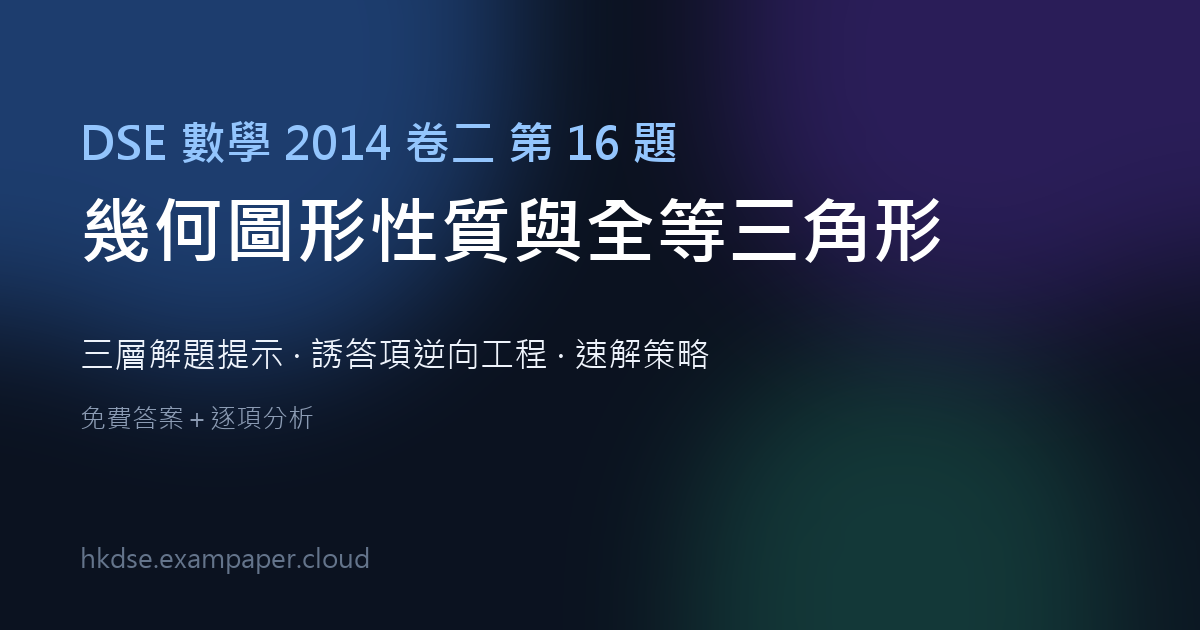 DSE 數學 2014 卷二 第 16 題
幾何圖形性質與全等三角形
三層解題提示 · 誘答項逆向工程 · 速解策略
免費答案 + 逐項分析
hkdse.exampaper.cloud